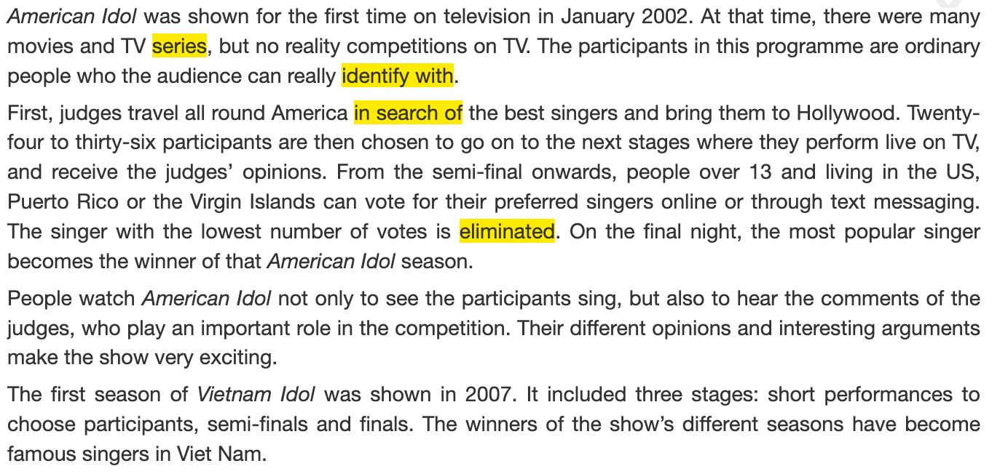 American Idol was shown for the first time on television in January 2002. At that time, there were many
movies and TV series, but no reality competitions on TV. The participants in this programme are ordinary
people who the audience can really identify with.
First, judges travel all round America in search of the best singers and bring them to Hollywood. Twenty-
four to thirty-six participants are then chosen to go on to the next stages where they perform live on TV,
and receive the judges’ opinions. From the semi-final onwards, people over 13 and living in the US,
Puerto Rico or the Virgin Islands can vote for their preferred singers online or through text messaging.
The singer with the lowest number of votes is eliminated. On the final night, the most popular singer
becomes the winner of that American Idol season.
People watch American Idol not only to see the participants sing, but also to hear the comments of the
judges, who play an important role in the competition. Their different opinions and interesting arguments
make the show very exciting.
The first season of Vietnam Idol was shown in 2007. It included three stages: short performances to
choose participants, semi-finals and finals. The winners of the show’s different seasons have become
famous singers in Viet Nam.